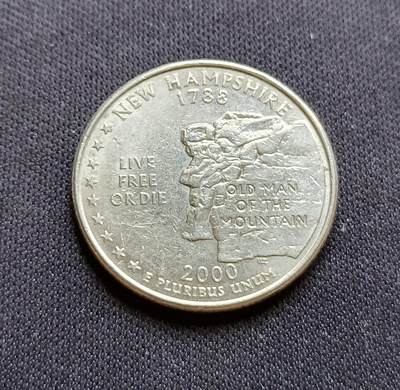 NEW HAMPSHIRE
1788
LIVE
FREE
OR DIE
OLD MAN
OF THE
MOUNTAIN
2000
E PLURIBUS UNUM